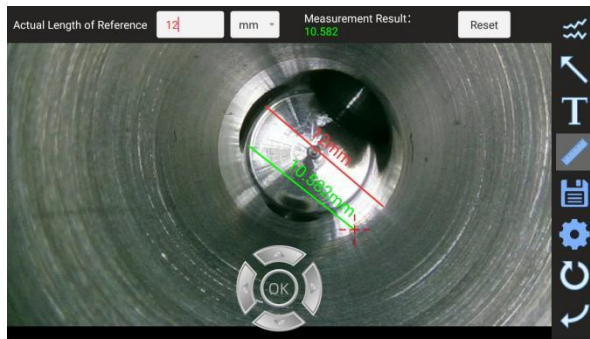 Actual Length of Reference 12 mm Measurement Result: Reset
10.582
T
12mm
10.582mm
OK